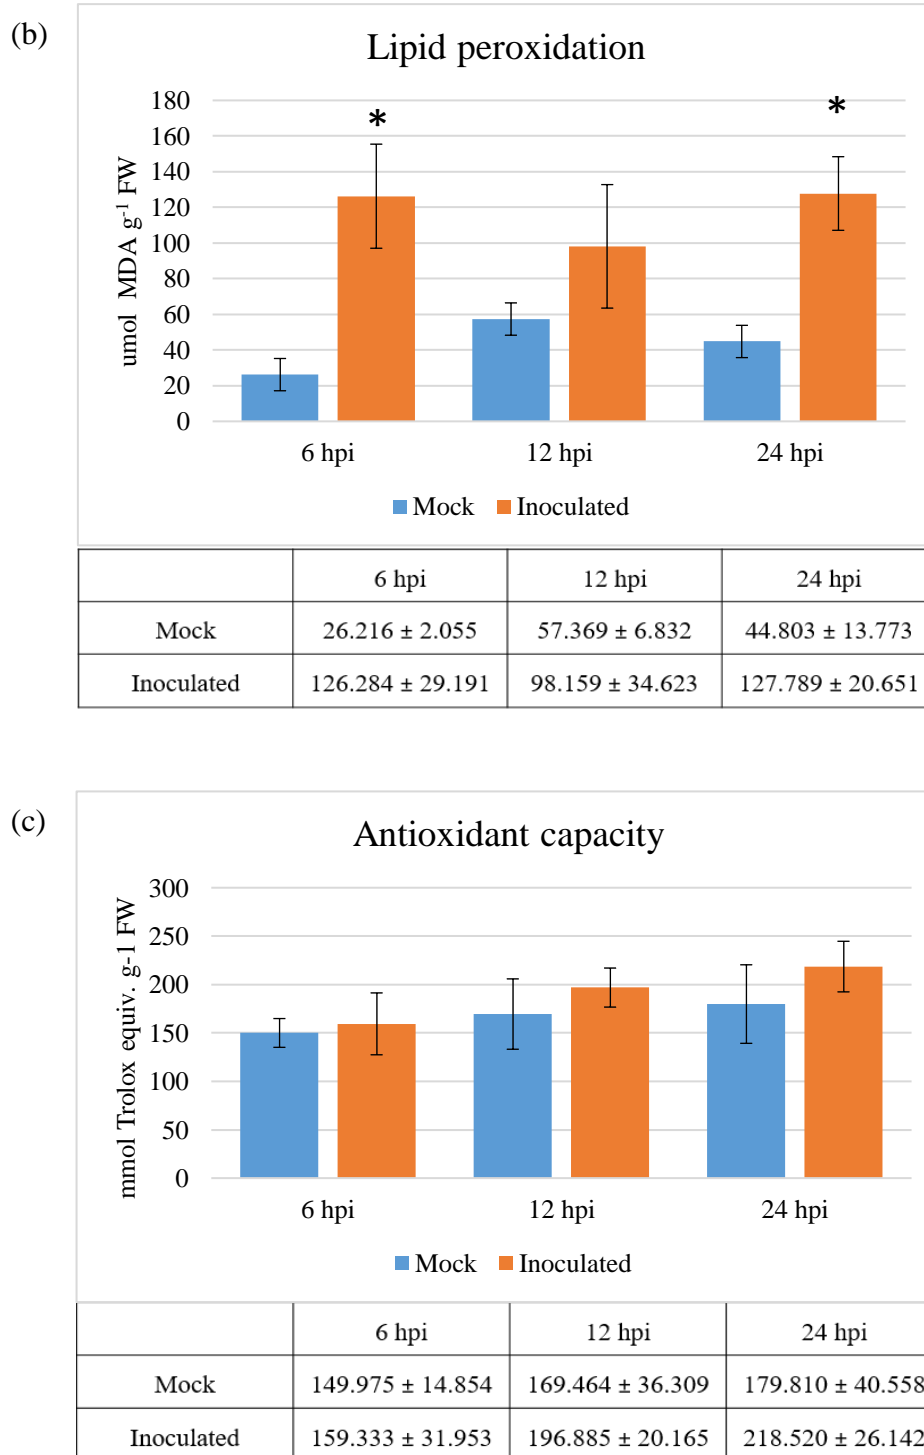 (b)
Lipid peroxidation
umol MDA g-1 FW
180
160
140
120
100
80
60
40
20
0
*
*
6 hpi 12 hpi 24 hpi
Mock Inoculated
6 hpi 12 hpi 24 hpi
Mock 26.216 ± 2.055 57.369 ± 6.832 44.803 ± 13.773
Inoculated 126.284 ± 29.191 98.159 ± 34.623 127.789 ± 20.651
(c)
Antioxidant capacity
mmol Trolox equiv. g-1 FW
300
250
200
150
100
50
0
6 hpi 12 hpi 24 hpi
Mock Inoculated
6 hpi 12 hpi 24 hpi
Mock 149.975 ± 14.854 169.464 ± 36.309 179.810 ± 40.558
Inoculated 159.333 ± 31.953 196.885 ± 20.165 218.520 ± 26.142